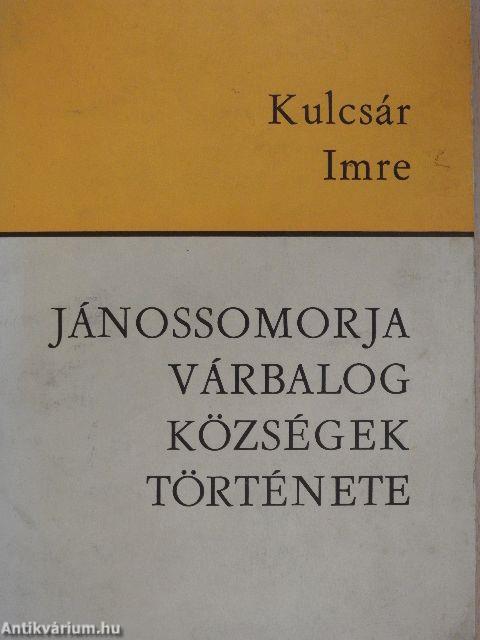 Kulcsár
Imre
JÁNOSSOMORJA
VÁRBALOG
KÖZSÉGEK
TÖRTÉNETE
Antikvárium.hu